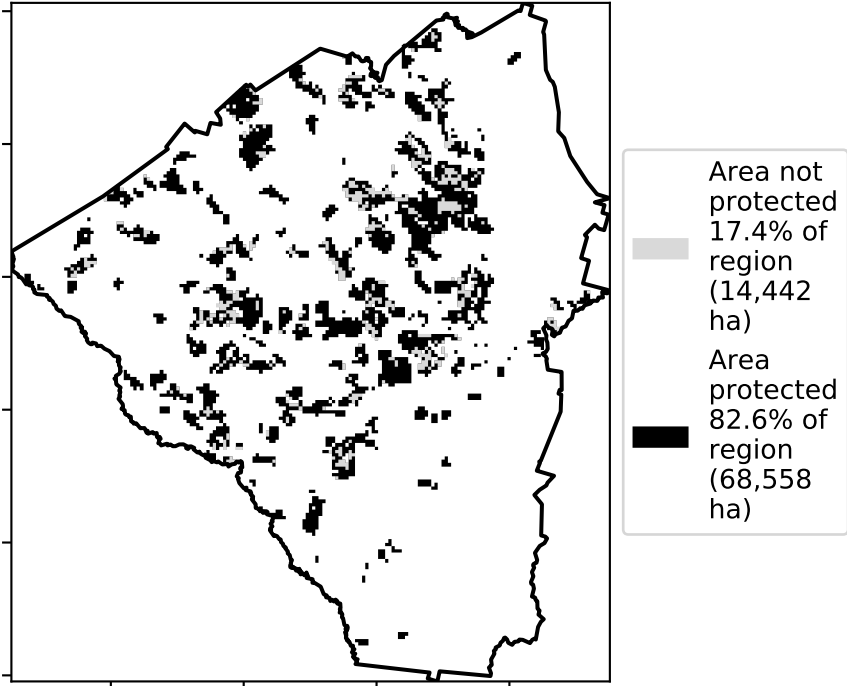 Area not
protected
17.4% of
region
(14,442
ha)
Area
protected
82.6% of
region
(68,558
ha)